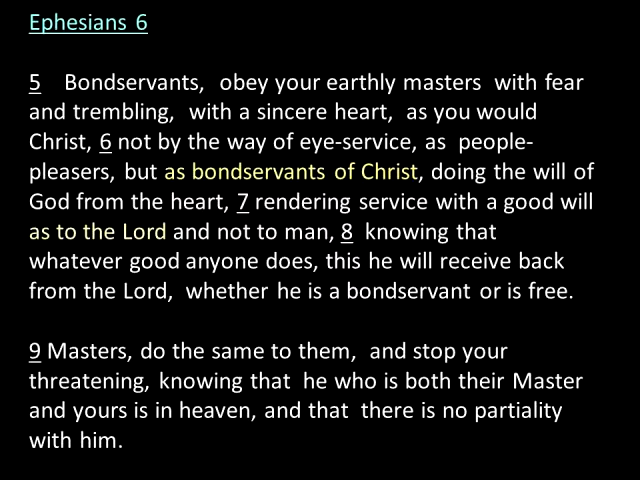 Ephesians 6
5 Bondservants, obey your earthly masters with fear
and trembling, with a sincere heart, as you would
Christ, 6 not by the way of eye-service, as people-
pleasers, but as bondservants of Christ, doing the will of
God from the heart, 7 rendering service with a good will
as to the Lord and not to man, 8 knowing that
whatever good anyone does, this he will receive back
from the Lord, whether he is a bondservant or is free.
9 Masters, do the same to them, and stop your
threatening, knowing that he who is both their Master
and yours is in heaven, and that there is no partiality
with him.